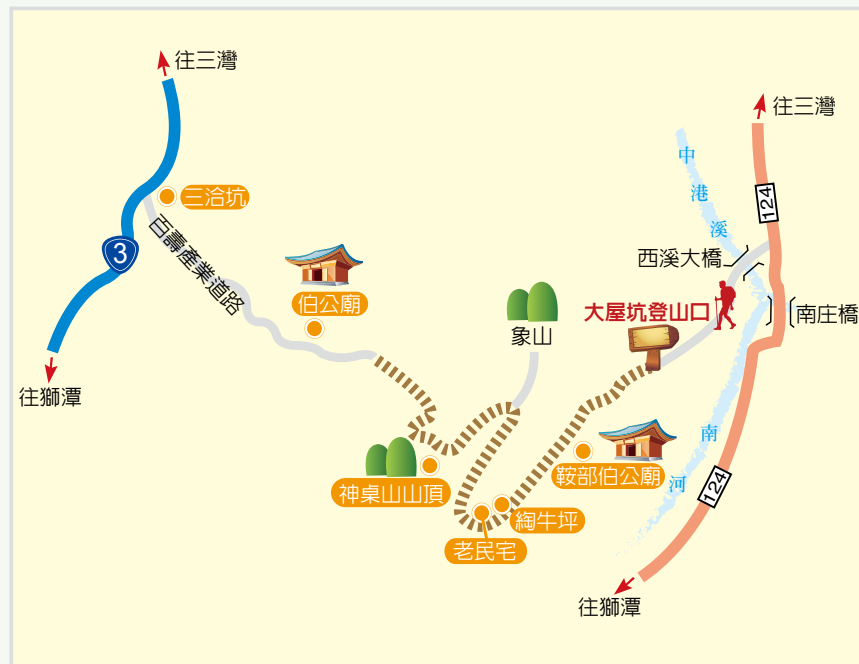 往三灣
往三灣
中港溪
124
三洽坑
3
百壽產業道路
西溪大橋
伯公廟
大屋坑登山口
南庄橋
象山
往獅潭
南河
鞍部伯公廟
神桌山山頂
124
綯牛坪
老民宅
往獅潭